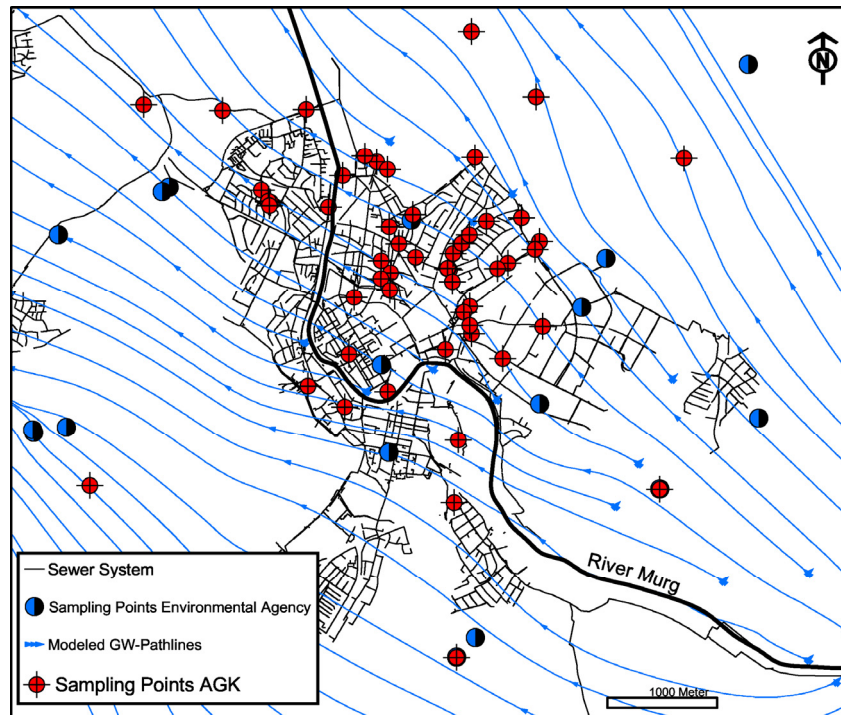 N
River Murg
Sewer System
Sampling Points Environmental Agency
Modeled GW-Pathlines
Sampling Points AGK
1000 Meter